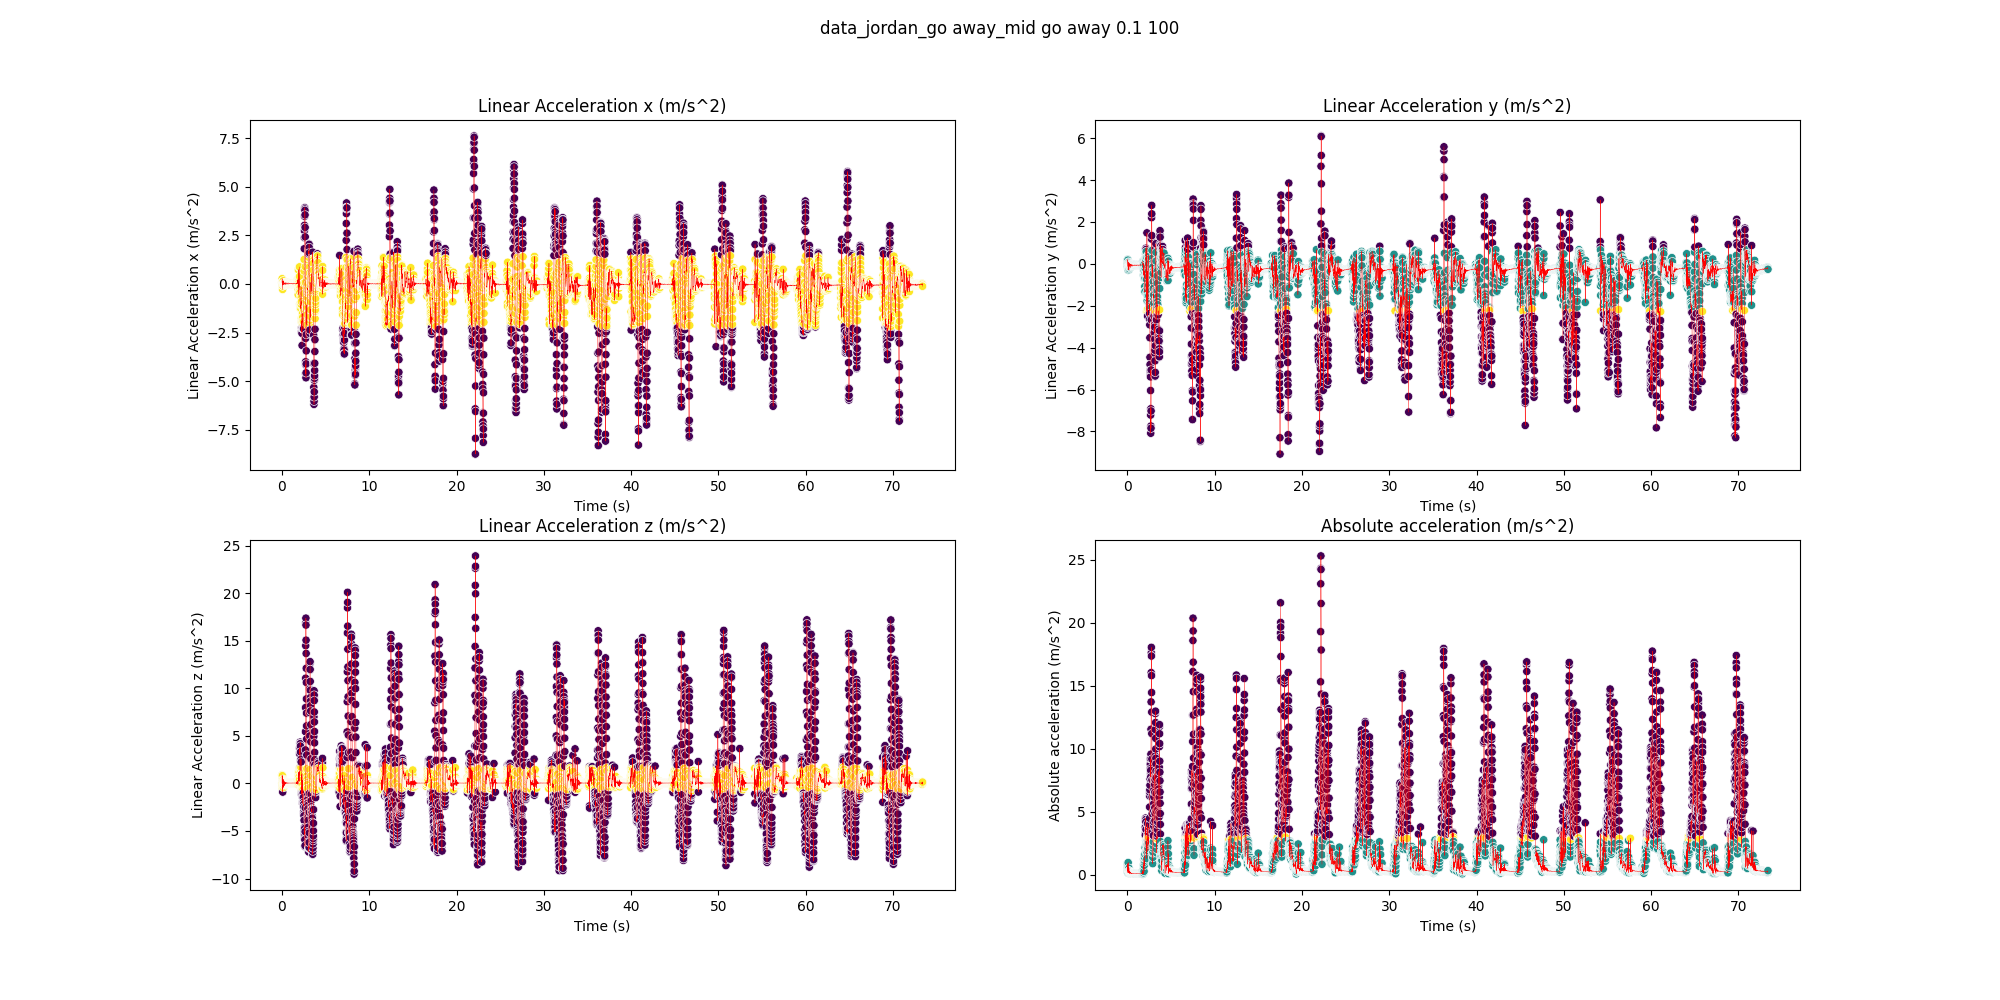 data_jordan_go away_mid go away 0.1 100
Linear Acceleration x (m/s^2)
Linear Acceleration x (m/s^2)
7.5
5.0
2.5
0.0
−2.5
−5.0
−7.5
0 10 20 30 40 50 60 70
Time (s)
Linear Acceleration y (m/s^2)
Linear Acceleration y (m/s^2)
6
4
2
0
−2
−4
−6
−8
0 10 20 30 40 50 60 70
Time (s)
Linear Acceleration z (m/s^2)
Linear Acceleration z (m/s^2)
25
20
15
10
5
0
−5
−10
0 10 20 30 40 50 60 70
Time (s)
Absolute acceleration (m/s^2)
Absolute acceleration (m/s^2)
25
20
15
10
5
0
0 10 20 30 40 50 60 70
Time (s)